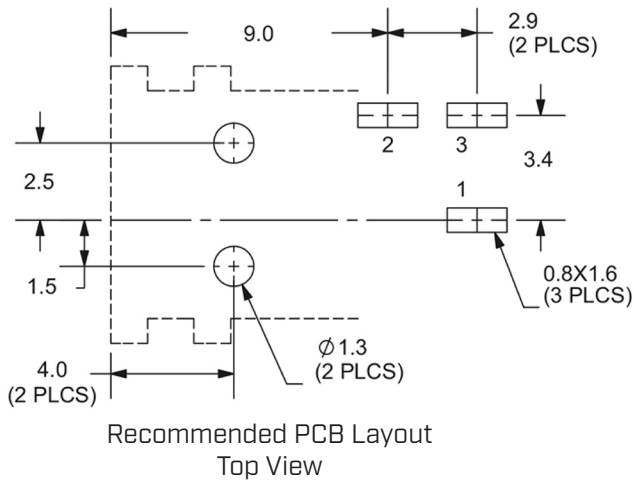 9.0
2.9
(2 PLCS)
2
3
3.4
2.5
1
1.5
0.8X1.6
(3 PLCS)
4.0
(2 PLCS)
Ø1.3
(2 PLCS)
Recommended PCB Layout
Top View